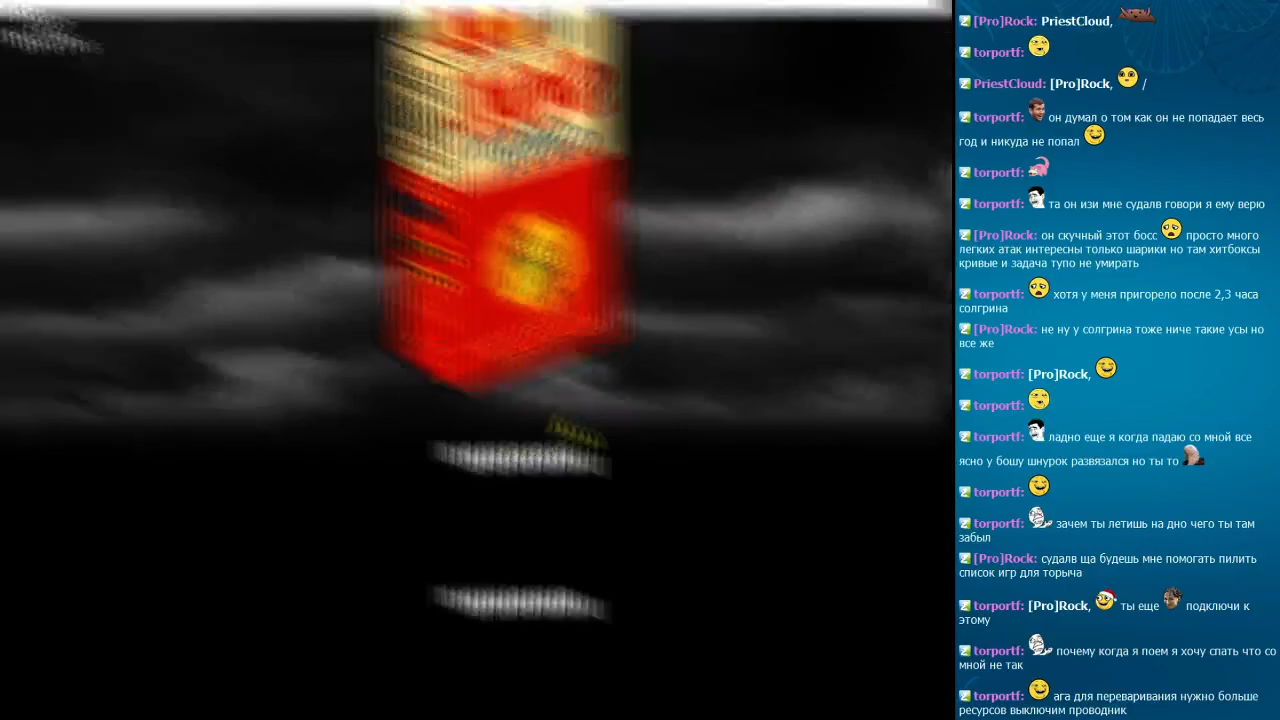 [Pro]Rock: PriestCloud,
torportf:
PriestCloud: [Pro]Rock, /
torportf: он думал о том как он не попадает весь
год и никуда не попал
torportf:
torportf: та он изи мне судалв говори я ему верю
[Pro]Rock: он скучный этот босс просто много
легких атак интересны только шарики но там хитбоксы
кривые и задача тупо не умирать
torportf: хотя у меня пригорело после 2,3 часа
солгрина
[Pro]Rock: не ну у солгрина тоже ниче такие усы но
все же
torportf: [Pro]Rock,
torportf:
torportf: ладно еще я когда падаю со мной все
ясно у бошу шнурок развязался но ты то
torportf:
torportf: зачем ты летишь на дно чего ты там
забыл
[Pro]Rock: судалв ща будешь мне помогать пилить
список игр для торыча
torportf: [Pro]Rock, ты еще подключи к
этому
torportf: почему когда я поем я хочу спать что со
мной не так
torportf: ага для переваривания нужно больше
ресурсов выключим проводник